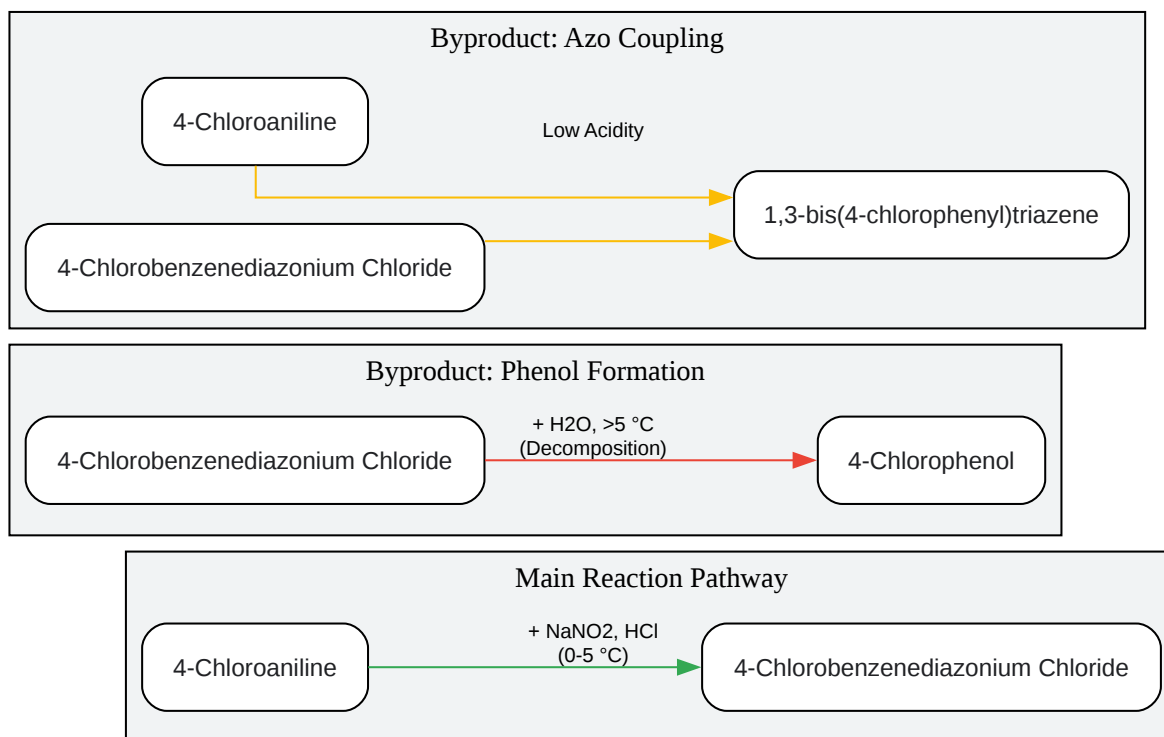 Byproduct: Azo Coupling
4-Chloroaniline
Low Acidity
1,3-bis(4-chlorophenyl)triazene
4-Chlorobenzenediazonium Chloride
Byproduct: Phenol Formation
4-Chlorobenzenediazonium Chloride
+ H2O, >5 °C
(Decomposition)
4-Chlorophenol
Main Reaction Pathway
4-Chloroaniline
+ NaNO2, HCl
(0-5 °C)
4-Chlorobenzenediazonium Chloride